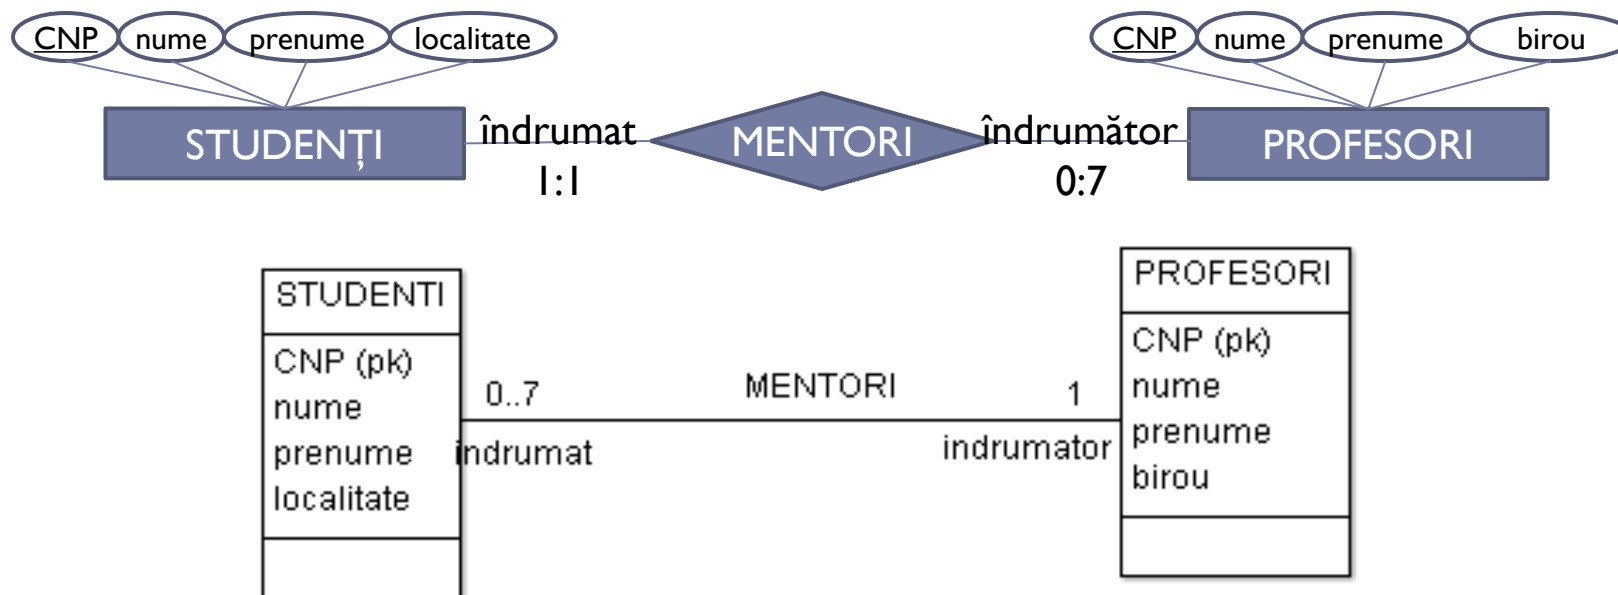 CNP nume prenume localitate
CNP nume prenume birou
STUDENȚI
îndrumat
1:1
MENTORI
îndrumător
0:7
PROFESORI
STUDENTI
CNP (pk)
nume
prenume
localitate
0..7
indrumat
MENTORI
1
indrumator
PROFESORI
CNP (pk)
nume
prenume
birou